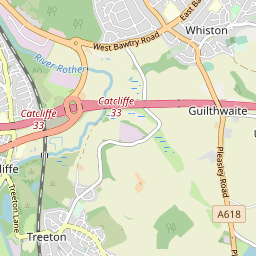 East Ba
Whiston
West Bawtry Road
River Rother
Catcliffe
33
Catcliffe
33
Guilthwaite
Pleasley Road
liffe
Treeton Lane
A618
Treeton